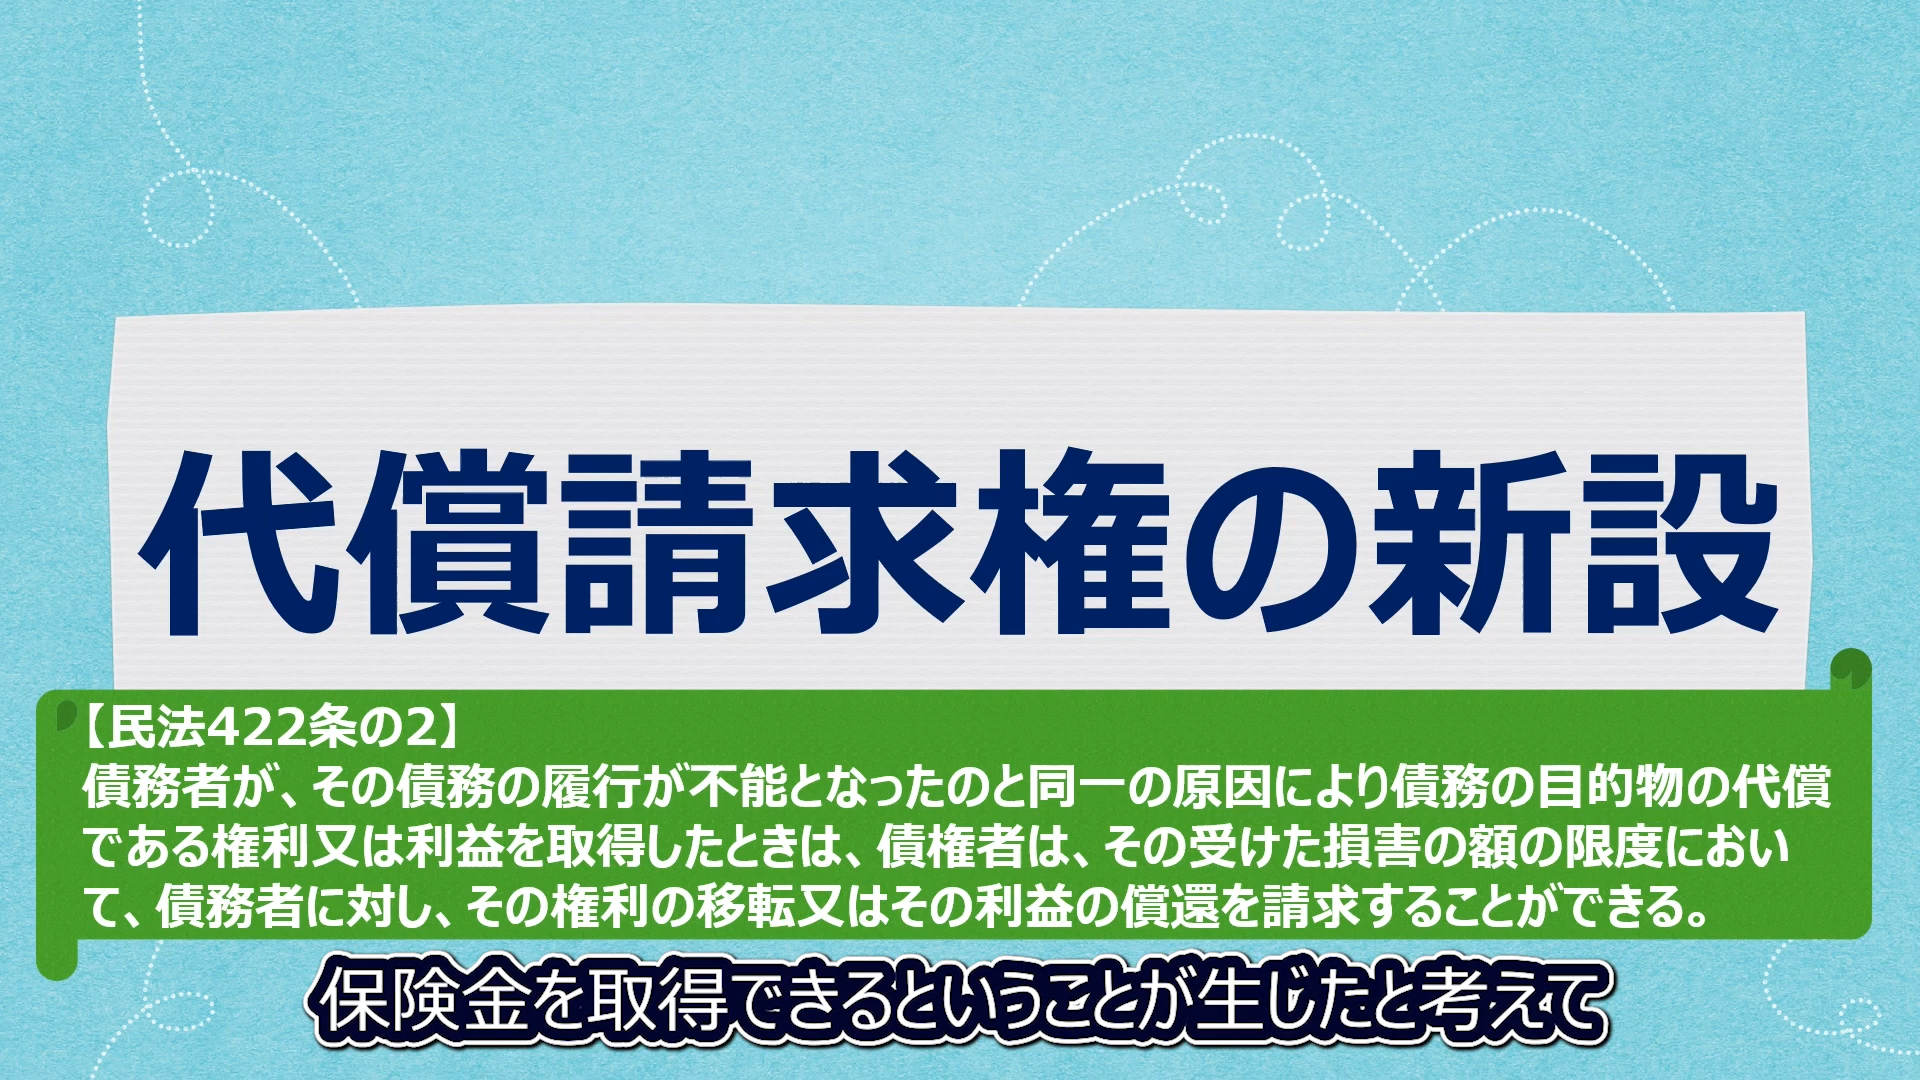 代償請求権の新設
【民法422条の2】
債務者が、その債務の履行が不能となったのと同一の原因により債務の目的物の代償
である権利又は利益を取得したときは、債権者は、その受けた損害の額の限度におい
て、債務者に対し、その権利の移転又はその利益の償還を請求することができる。
保険金を取得できるということが生じたと考えて